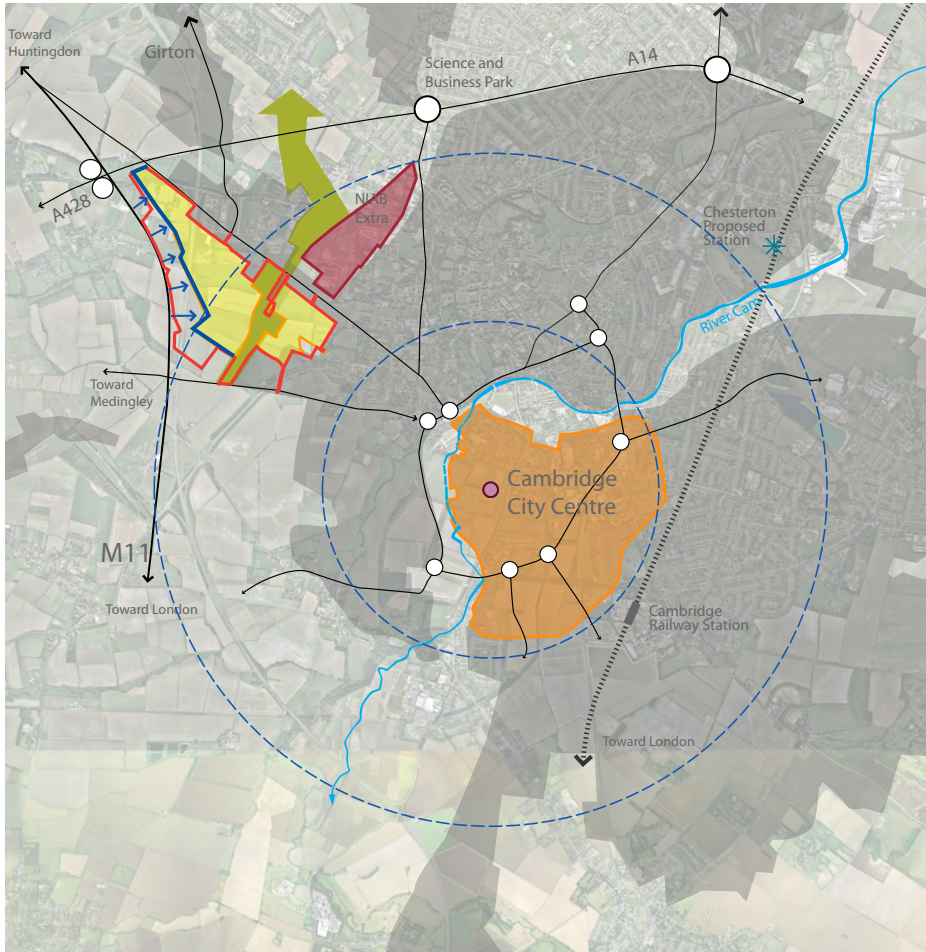 Toward
Huntingdon
Girton
Science and
Business Park
A14
A428
NIAB
Extra
Chesterton
Proposed
Station
River Cam
Toward
Medingley
Cambridge
City Centre
M11
Toward London
Cambridge
Railway Station
Toward London